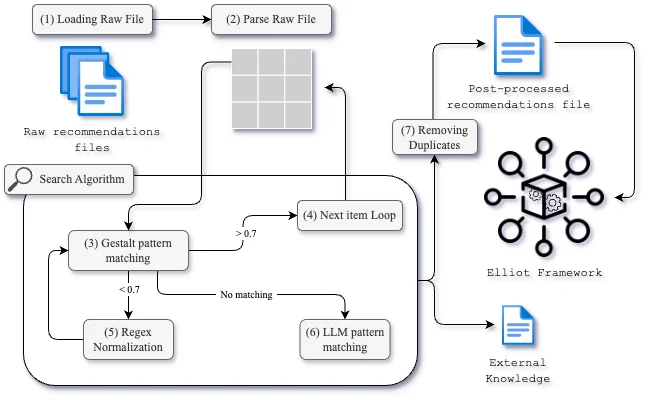 (1) Loading Raw File
(2) Parse Raw File
Raw recommendations
files
Search Algorithm
(3) Gestalt pattern
matching
> 0.7
(4) Next item Loop
< 0.7
No matching
(5) Regex
Normalization
(6) LLM pattern
matching
(7) Removing
Duplicates
Post-processed
recommendations file
Elliot Framework
External
Knowledge